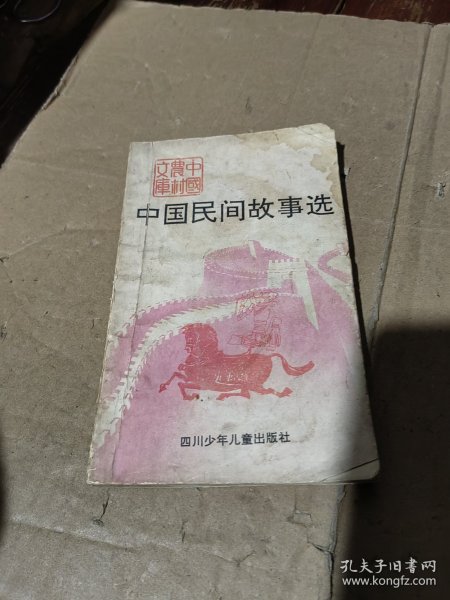 中國
農村
文庫
中国民间故事选
四川少年儿童出版社
孔夫子旧书网
www.kongfz.com